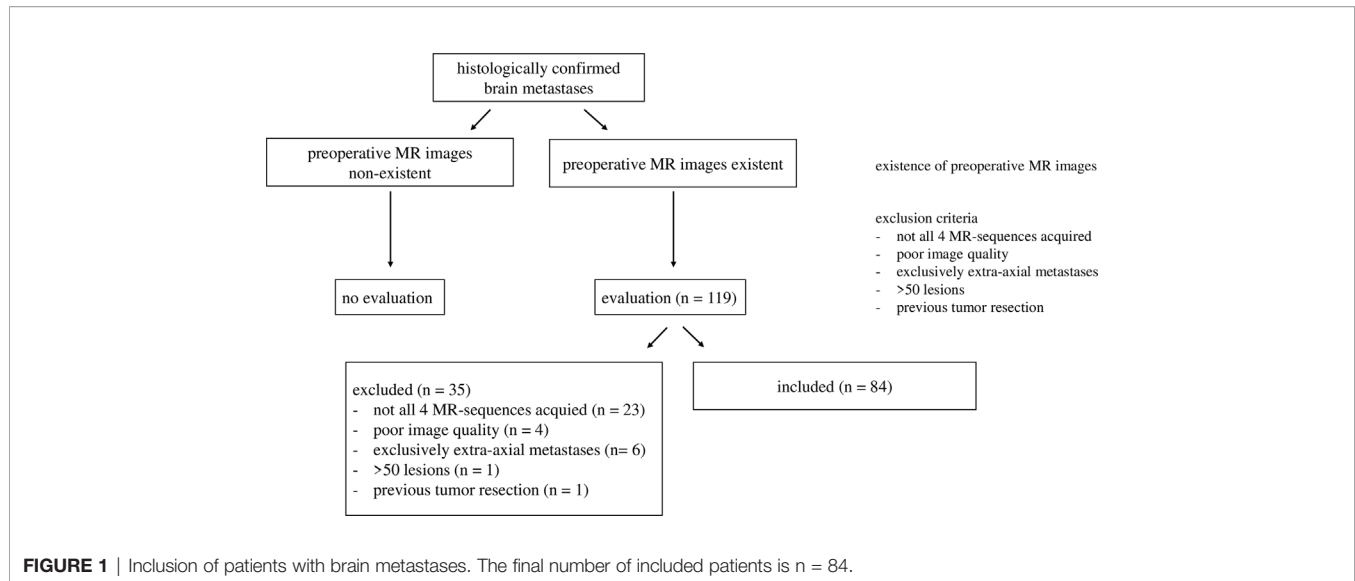 histologically confirmed
brain metastases
preoperative MR images
non-existent
preoperative MR images existent
existence of preoperative MR images
exclusion criteria
- not all 4 MR-sequences acquired
- poor image quality
- exclusively extra-axial metastases
- >50 lesions
- previous tumor resection
no evaluation
evaluation (n = 119)
excluded (n = 35)
- not all 4 MR-sequences acquied (n = 23)
- poor image quality (n = 4)
- exclusively extra-axial metastases (n= 6)
- >50 lesions (n = 1)
- previous tumor resection (n = 1)
included (n = 84)
FIGURE 1 | Inclusion of patients with brain metastases. The final number of included patients is n = 84.